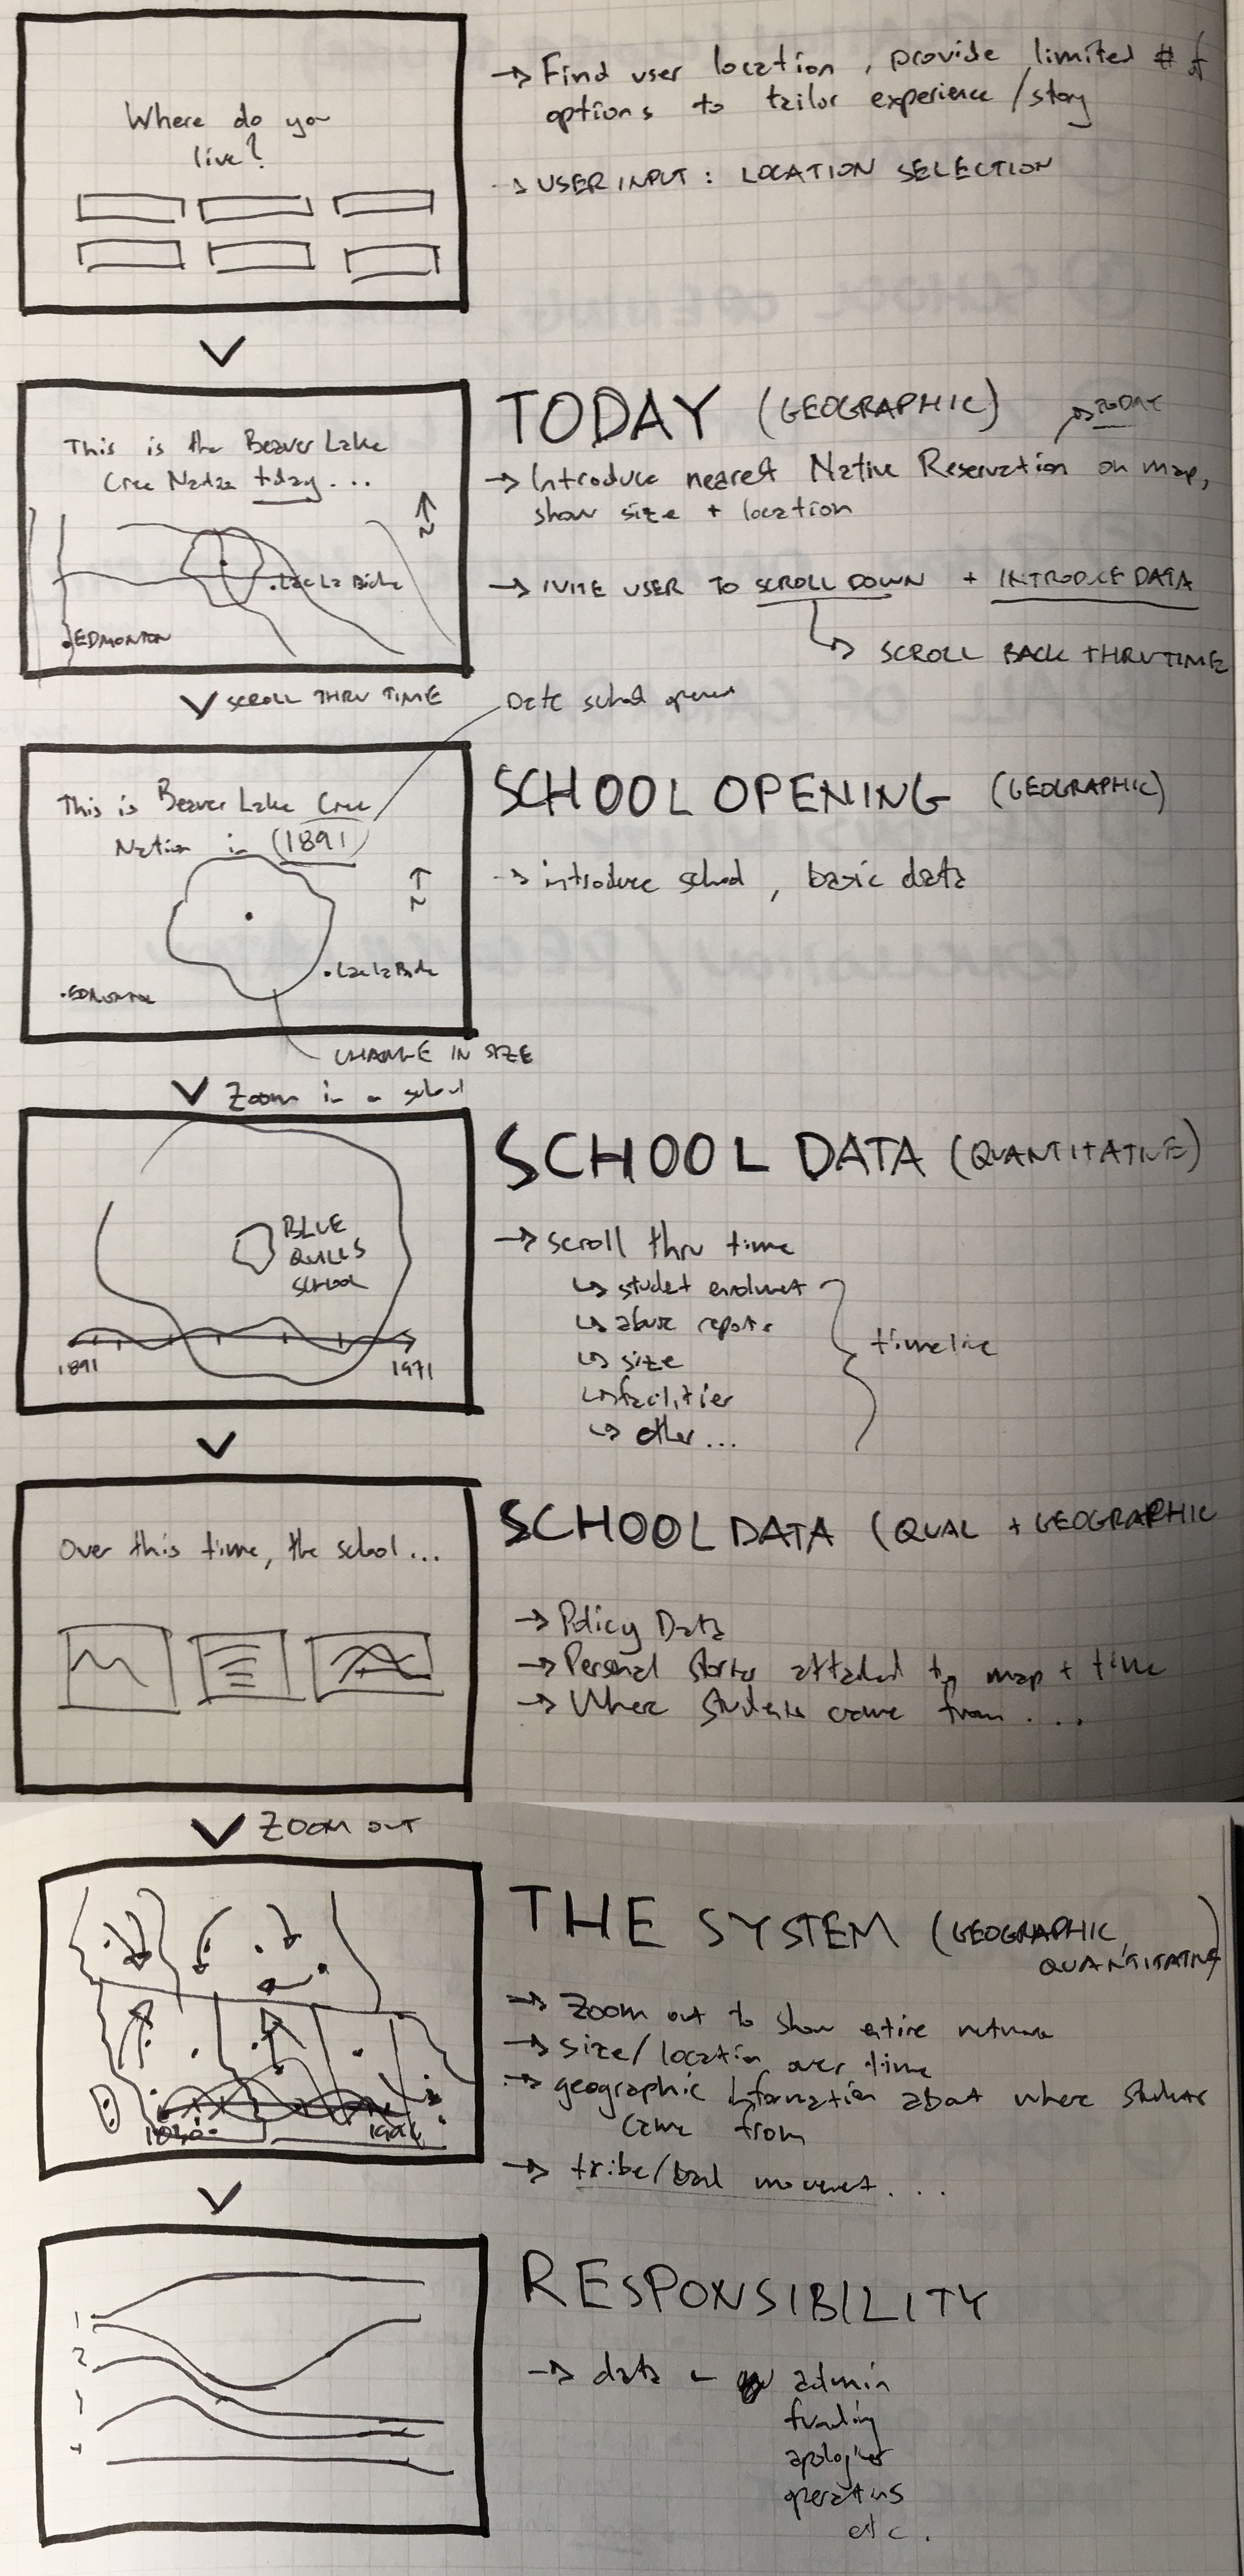 Where do you
live?
→ Find user location, provide limited # of
options to tailor experience/story
→ USER INPUT: LOCATION SELECTION
This is the Beaver Lake
Cree Nation today...
N
Lac La Biche
EDMONTON
TODAY (GEOGRAPHIC)
TODAY
→ Introduce nearest Native Reservation on map,
show size + location
→ INVITE USER TO SCROLL DOWN + INTRODUCE DATA
↳ SCROLL BACK THRU TIME
SCROLL THRU TIME
Date school opened
This is Beaver Lake Cree
Nation in (1891)
N
Lac La Biche
EDMONTON
CHANGE IN SIZE
SCHOOL OPENING (GEOGRAPHIC)
→ introduce school, basic data
Zoom in on school
BLUE
QUILLS
SCHOOL
1891
1971
SCHOOL DATA (QUANTITATIVE)
→ scroll thru time
↳ student enrolment
↳ abuse reports
↳ size
↳ facilities
↳ other...
timeline
Over this time, the school...
SCHOOL DATA (QUAL + GEOGRAPHIC
→ Policy Data
→ Personal stories attached to map + time
→ Where students came from...
ZOOM OUT
THE SYSTEM (GEOGRAPHIC,
QUANTITATIVE)
→ Zoom out to show entire network
→ size/location over time
→ geographic information about where students
came from
→ tribe/band movement....
1
2
3
4
RESPONSIBILITY
→ data admin
funding
apologies
operations
etc.